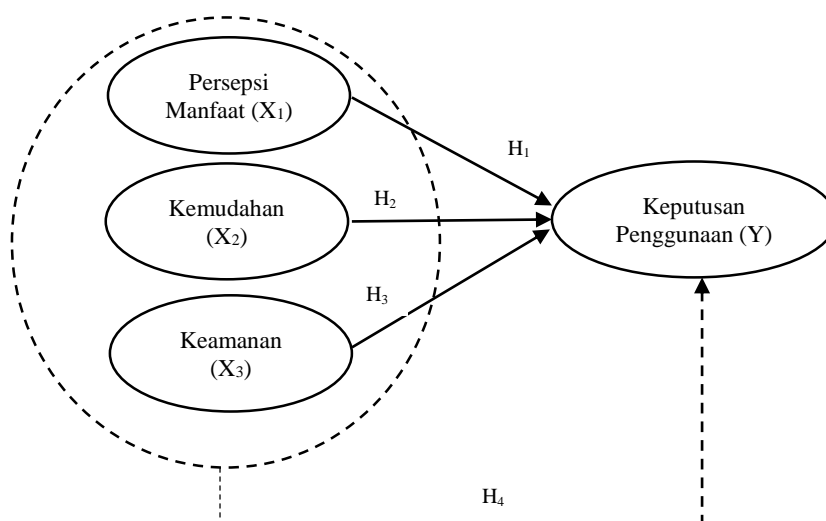 Persepsi
Manfaat (X₁)
H₁
Kemudahan
(X₂)
H₂
Keputusan
Penggunaan (Y)
H₃
Keamanan
(X₃)
H₄